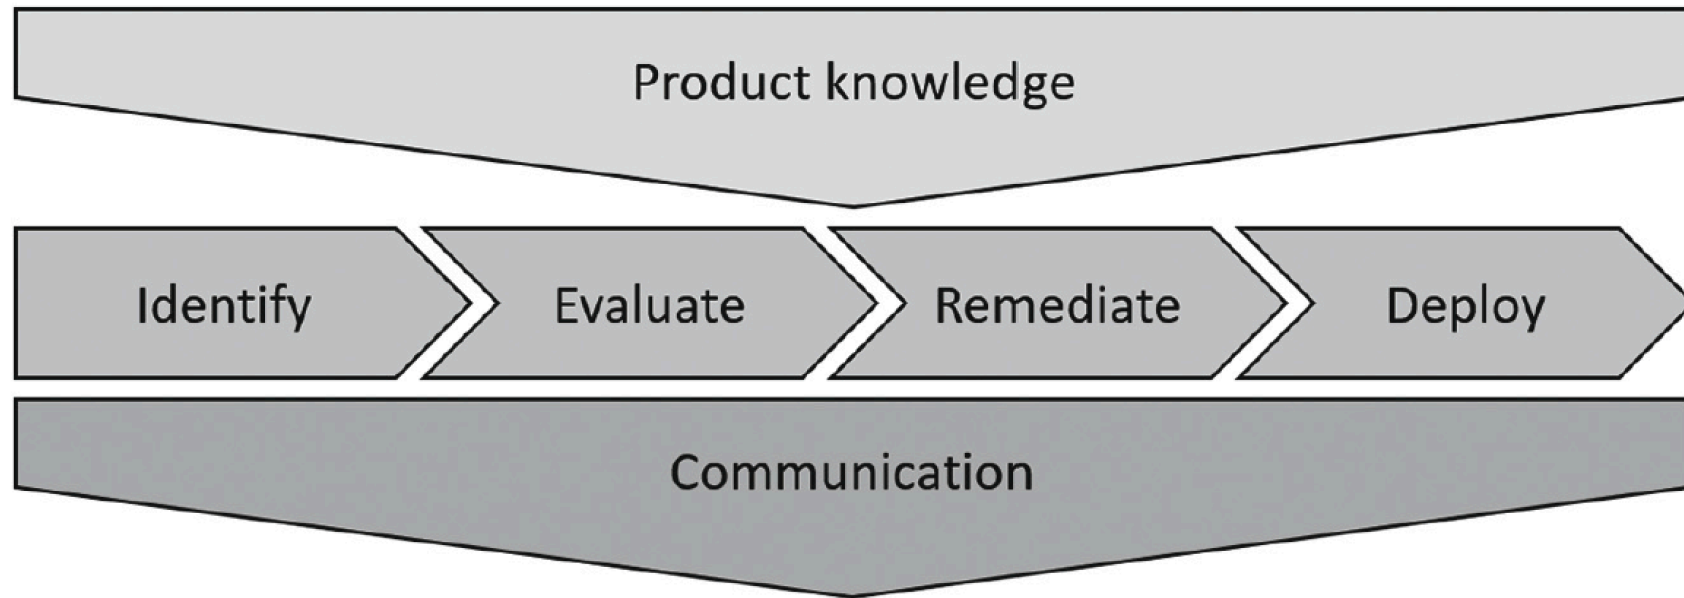 Product knowledge
Identify
Evaluate
Remediate
Deploy
Communication